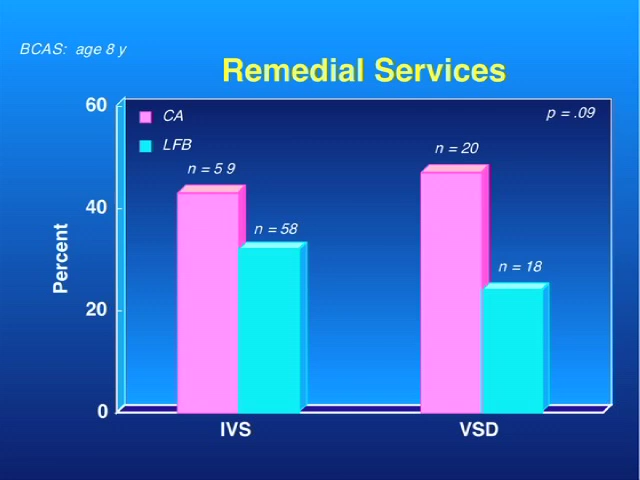 BCAS: age 8 y
Remedial Services
60
40
20
0
Percent
CA
LFB
p = .09
n = 5 9
n = 58
n = 20
n = 18
IVS
VSD